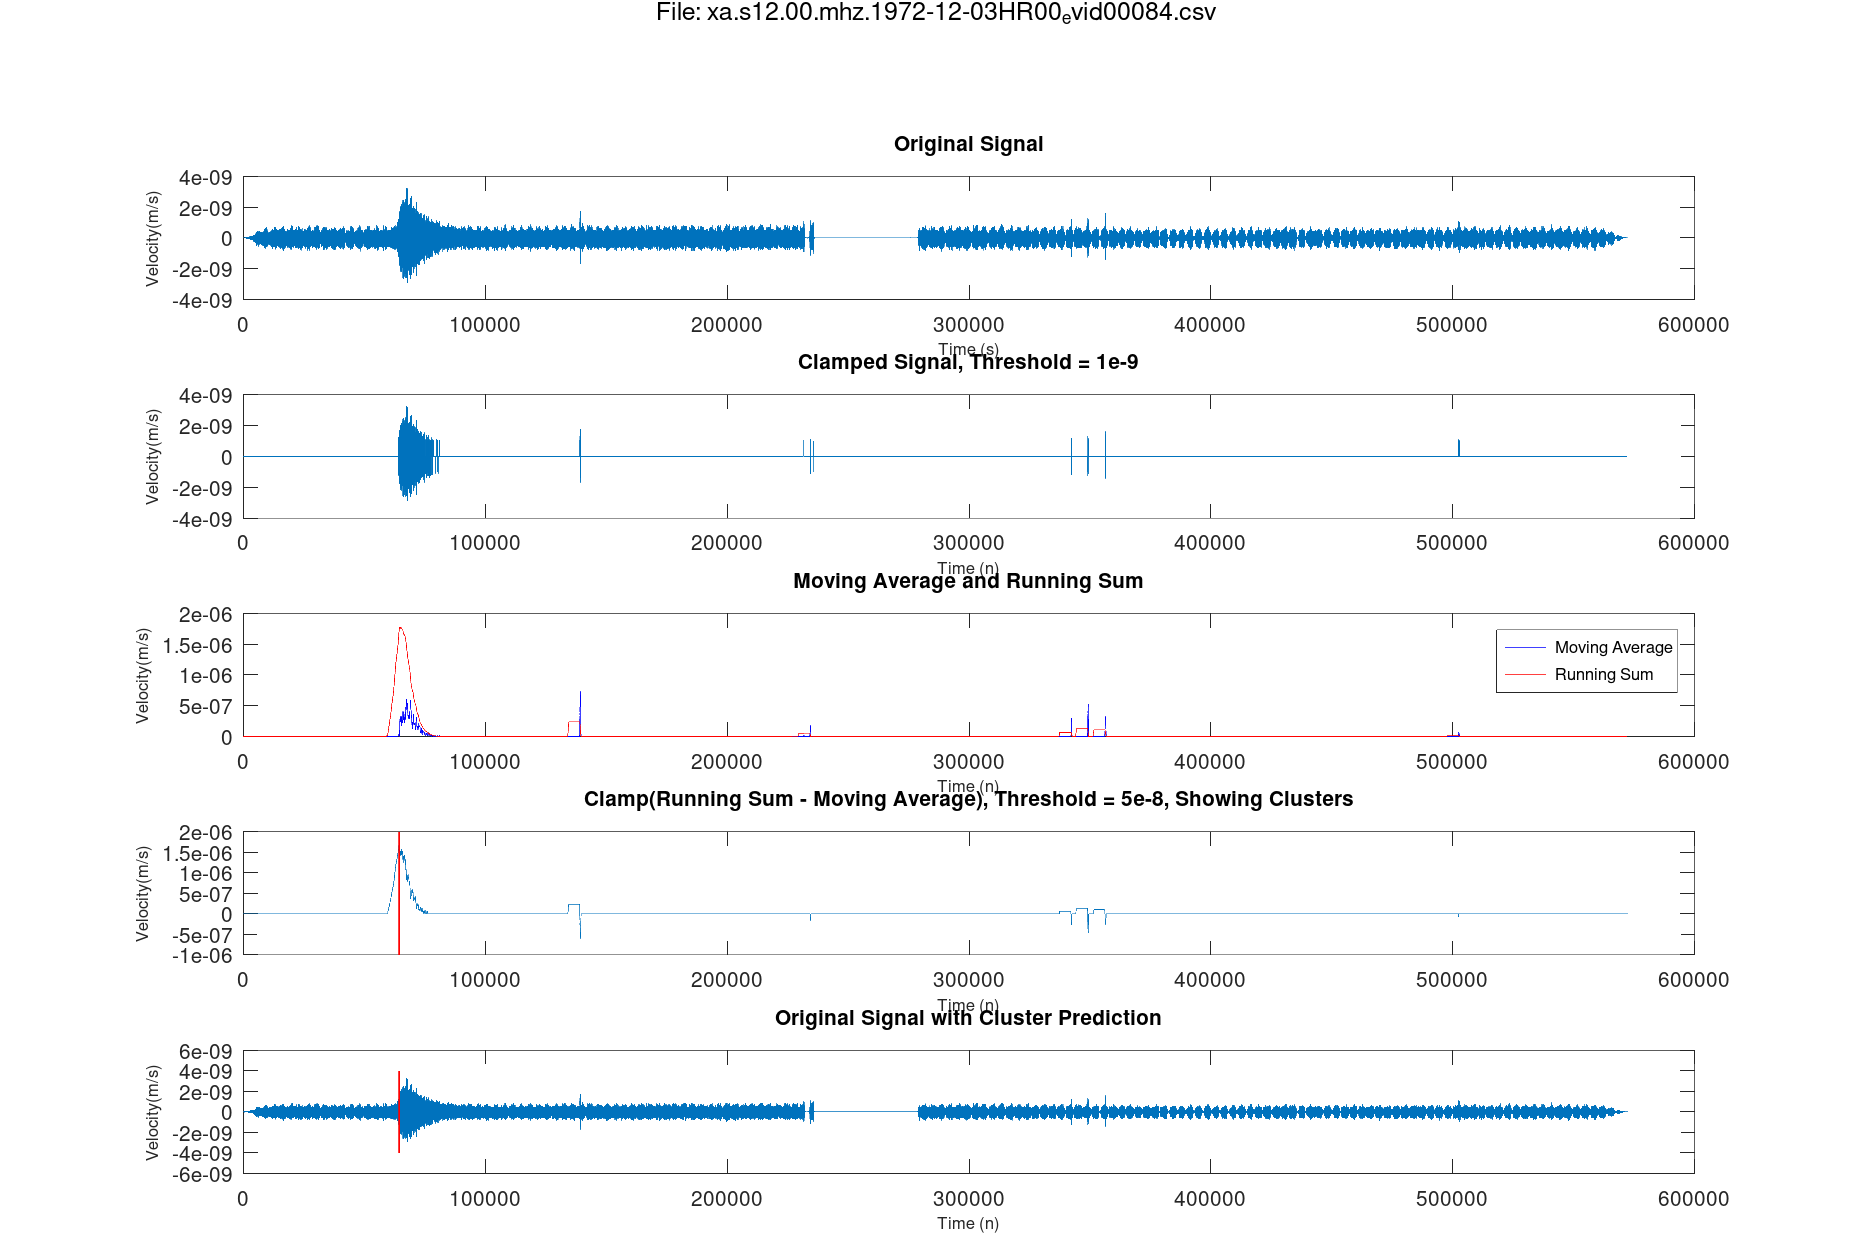 File: xa.s12.00.mhz.1972-12-03HR00evid00084.csv
Original Signal
4e-09
2e-09
0
-2e-09
-4e-09
Velocity(m/s)
0 100000 200000 300000 400000 500000 600000
Time (s)
Clamped Signal, Threshold = 1e-9
4e-09
2e-09
0
-2e-09
-4e-09
Velocity(m/s)
0 100000 200000 300000 400000 500000 600000
Time (n)
Moving Average and Running Sum
2e-06
1.5e-06
1e-06
5e-07
0
Velocity(m/s)
Moving Average
Running Sum
0 100000 200000 300000 400000 500000 600000
Time (n)
Clamp(Running Sum - Moving Average), Threshold = 5e-8, Showing Clusters
2e-06
1.5e-06
1e-06
5e-07
0
-5e-07
-1e-06
Velocity(m/s)
0 100000 200000 300000 400000 500000 600000
Time (n)
Original Signal with Cluster Prediction
6e-09
4e-09
2e-09
0
-2e-09
-4e-09
-6e-09
Velocity(m/s)
0 100000 200000 300000 400000 500000 600000
Time (n)